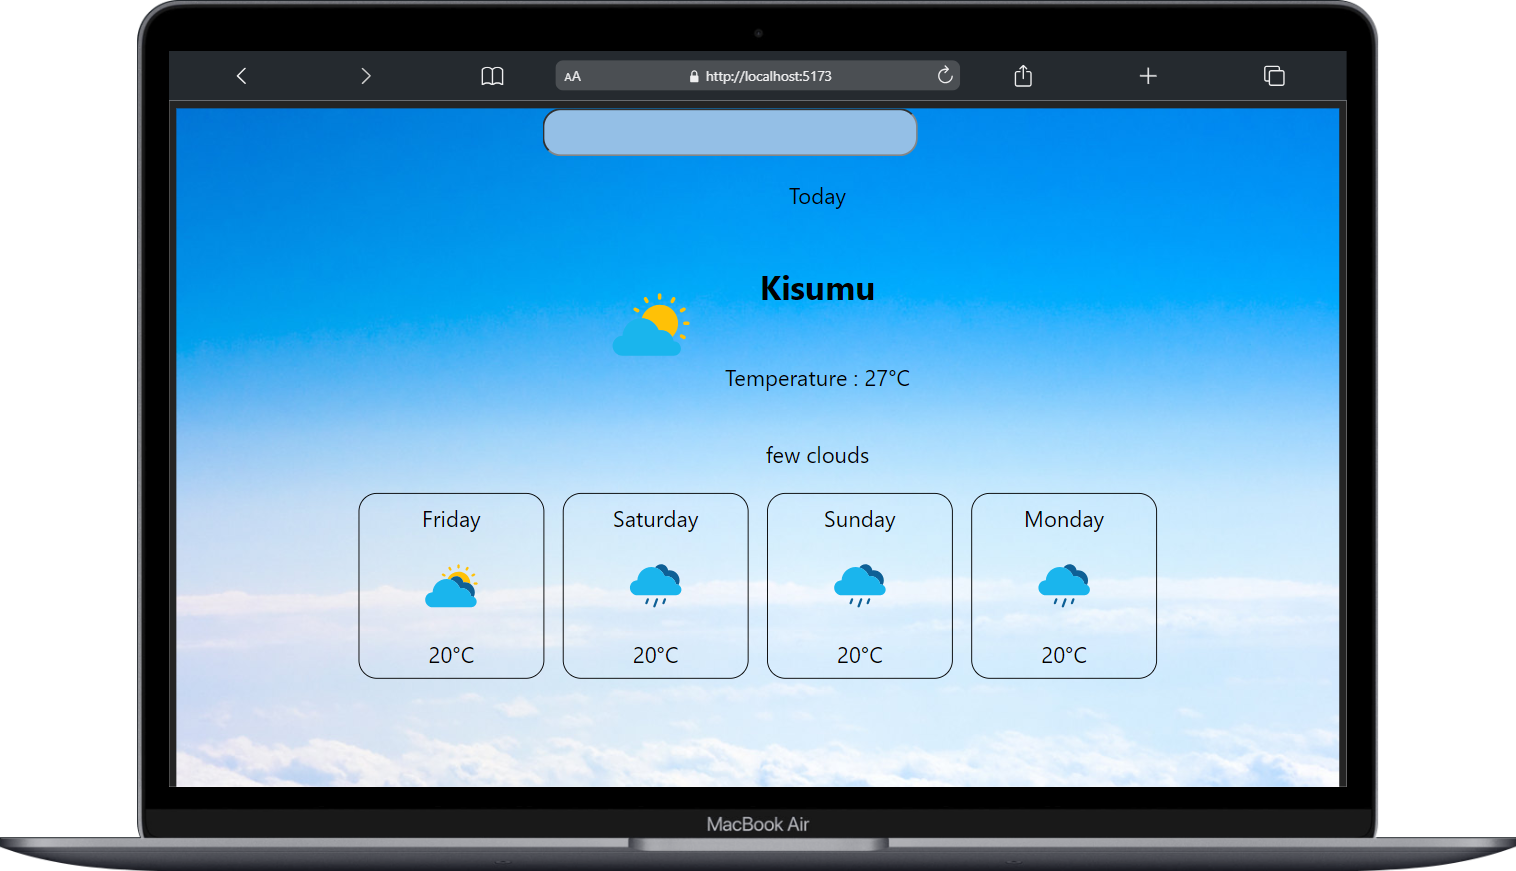 AA http://localhost:5173
Today
Kisumu
Temperature : 27°C
few clouds
Friday Saturday Sunday Monday
20°C 20°C 20°C 20°C
MacBook Air